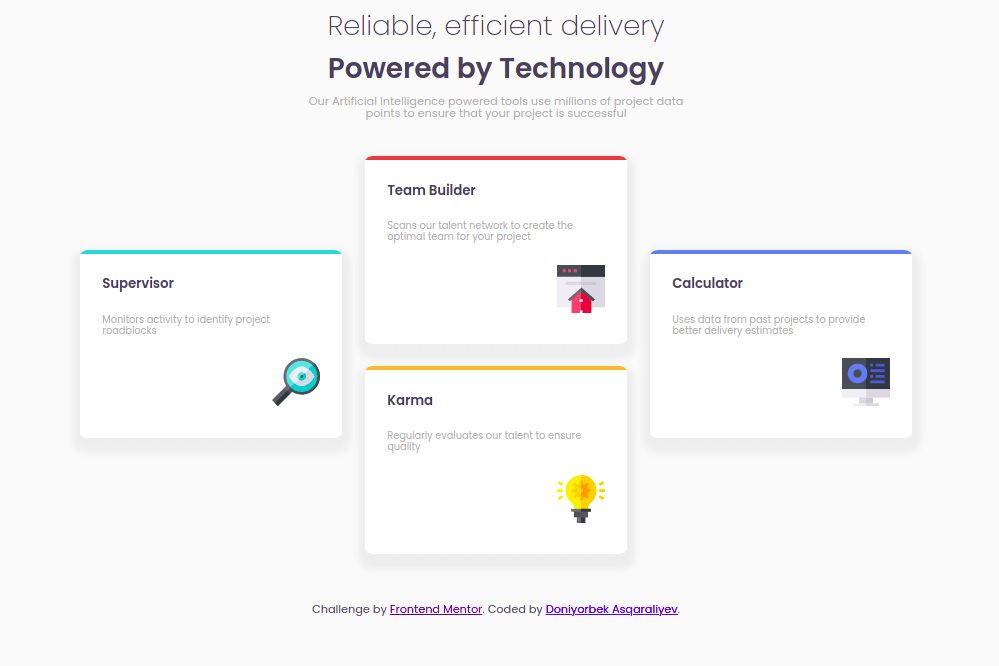 Reliable, efficient delivery
Powered by Technology
Our Artificial Intelligence powered tools use millions of project data
points to ensure that your project is successful
Supervisor
Monitors activity to identify project
roadblocks
Team Builder
Scans our talent network to create the
optimal team for your project
Karma
Regularly evaluates our talent to ensure
quality
Calculator
Uses data from past projects to provide
better delivery estimates
Challenge by Frontend Mentor. Coded by Doniyorbek Asqaraliyev.